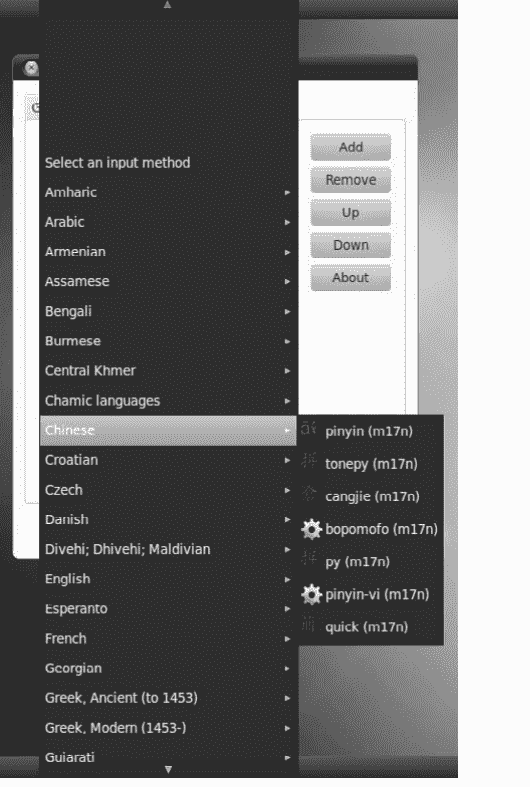 Select an input method
Amharic
Arabic
Armenian
Assamese
Bengali
Burmese
Central Khmer
Chamic languages
Chinese
Croatian
Czech
Danish
Divehi; Dhivehi; Maldivian
English
Esperanto
French
Georgian
Greek, Ancient (to 1453)
Greek, Modern (1453-)
Gujarati
pinyin (m17n)
tonepy (m17n)
cangjie (m17n)
bopomofo (m17n)
py (m17n)
pinyin-vi (m17n)
quick (m17n)
Add
Remove
Up
Down
About